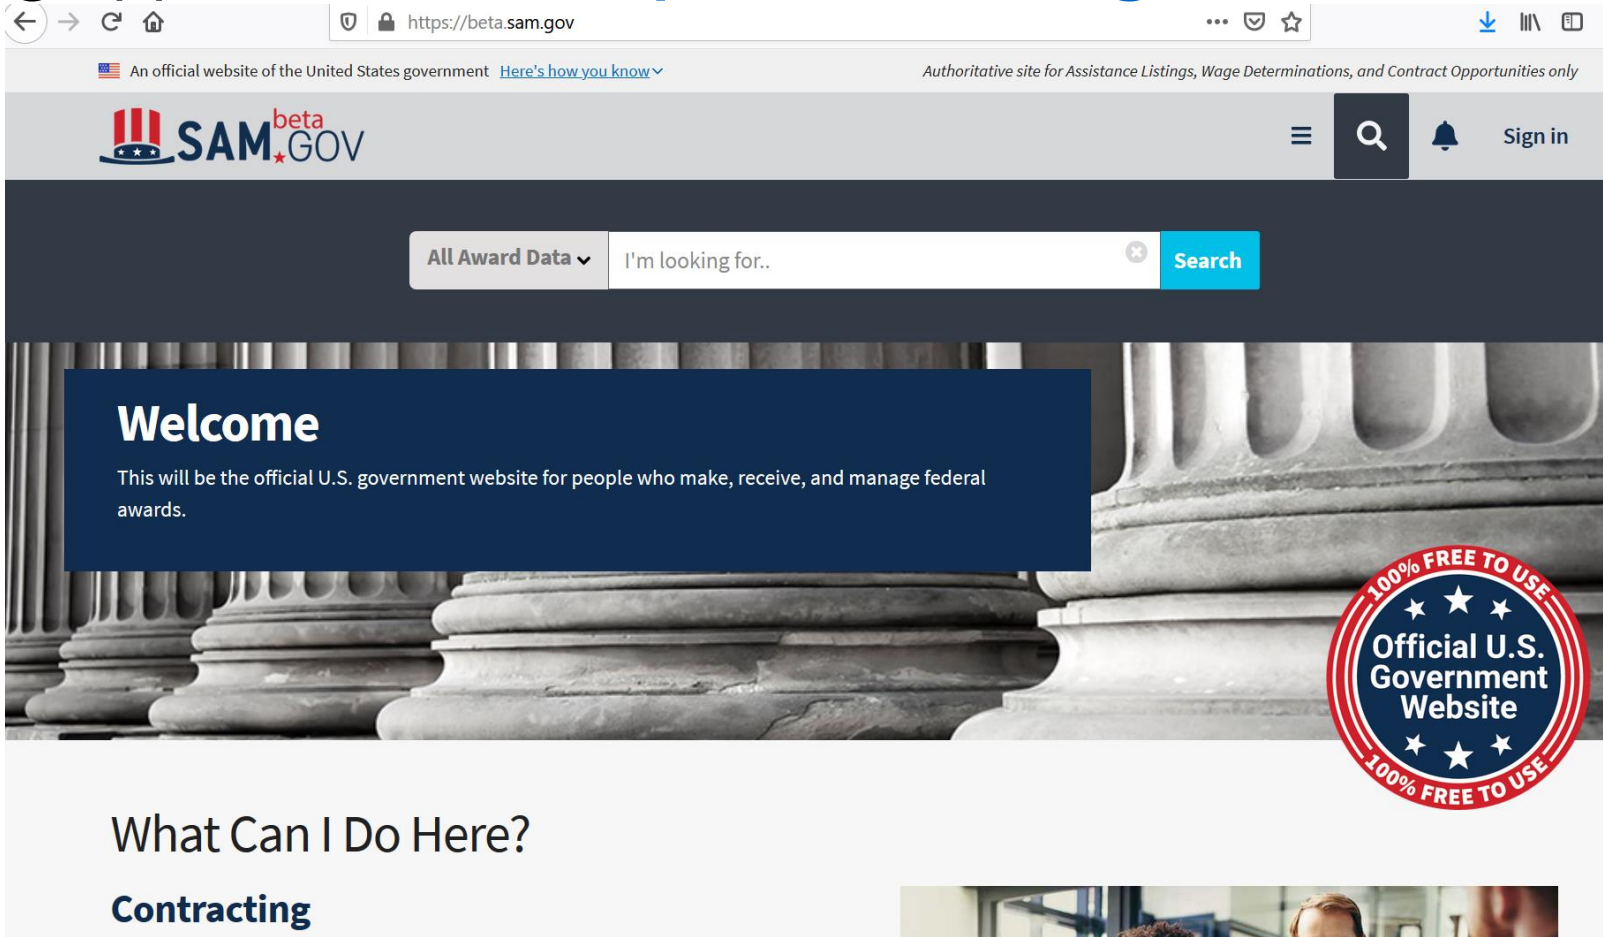 https://beta.sam.gov
An official website of the United States government Here's how you know
Authoritative site for Assistance Listings, Wage Determinations, and Contract Opportunities only
SAM.GOV beta
Sign in
All Award Data
I'm looking for..
Search
Welcome
This will be the official U.S. government website for people who make, receive, and manage federal
awards.
100% FREE TO USE
Official U.S.
Government
Website
100% FREE TO USE
What Can I Do Here?
Contracting